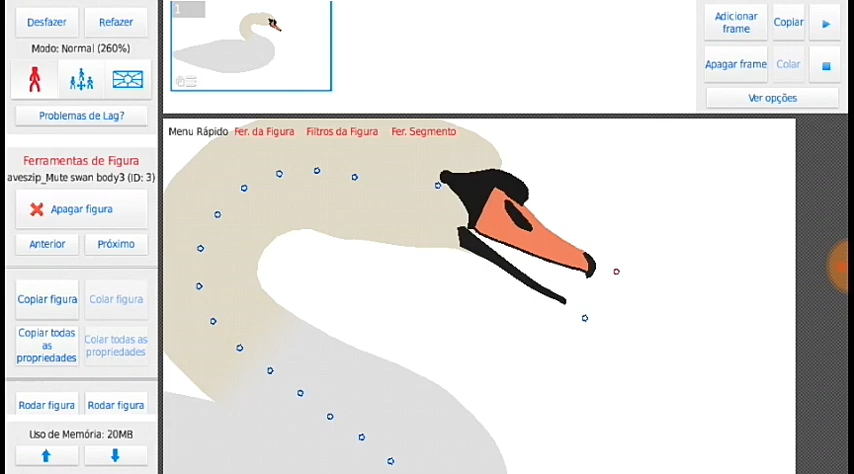 Desfazer
Refazer
Modo: Normal (260%)
Problemas de Lag?
Ferramentas de Figura
aveszip_Mute swan body3 (ID: 3)
Apagar figura
Anterior
Próximo
Copiar figura
Colar figura
Copiar todas
as
propriedades
Colar todas as
propriedades
Rodar figura
Rodar figura
Uso de Memória: 20MB
1
Adicionar
frame
Copiar
Apagar frame
Colar
Ver opções
Menu Rápido
Fer. da Figura
Filtros da Figura
Fer. Segmento